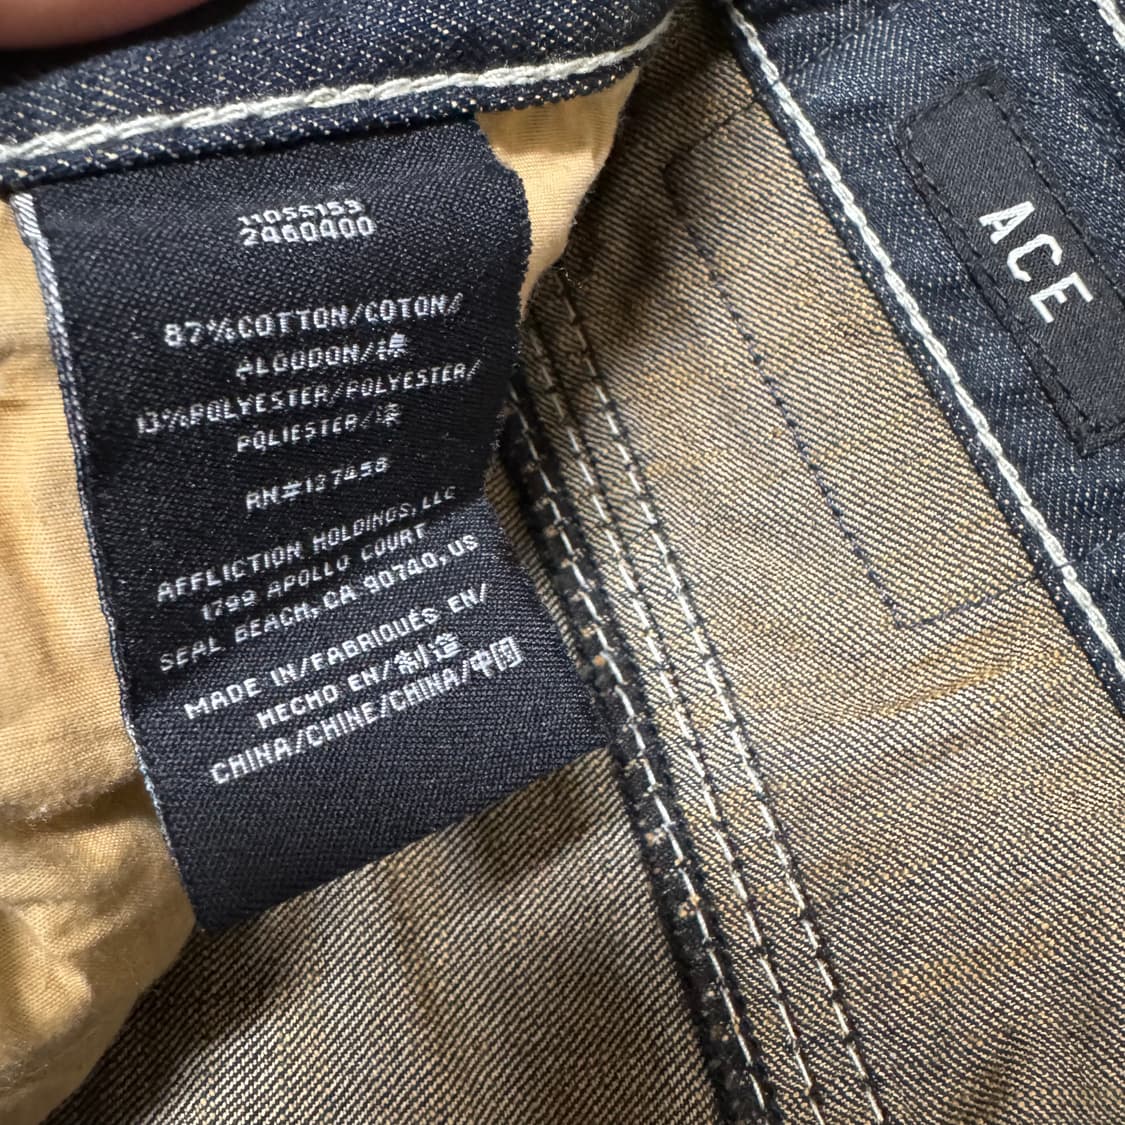 11055153
2460400
87%COTTON/COTON/
ALGODON/棉
13%POLYESTER/POLYESTER/
POLIESTER/涤
RN#127458
AFFLICTION HOLDINGS, LLC
1799 APOLLO COURT
SEAL BEACH, CA 90740, US
MADE IN/FABRIQUÉS EN/
HECHO EN/制造
CHINA/CHINE/CHINA/中国
ACE